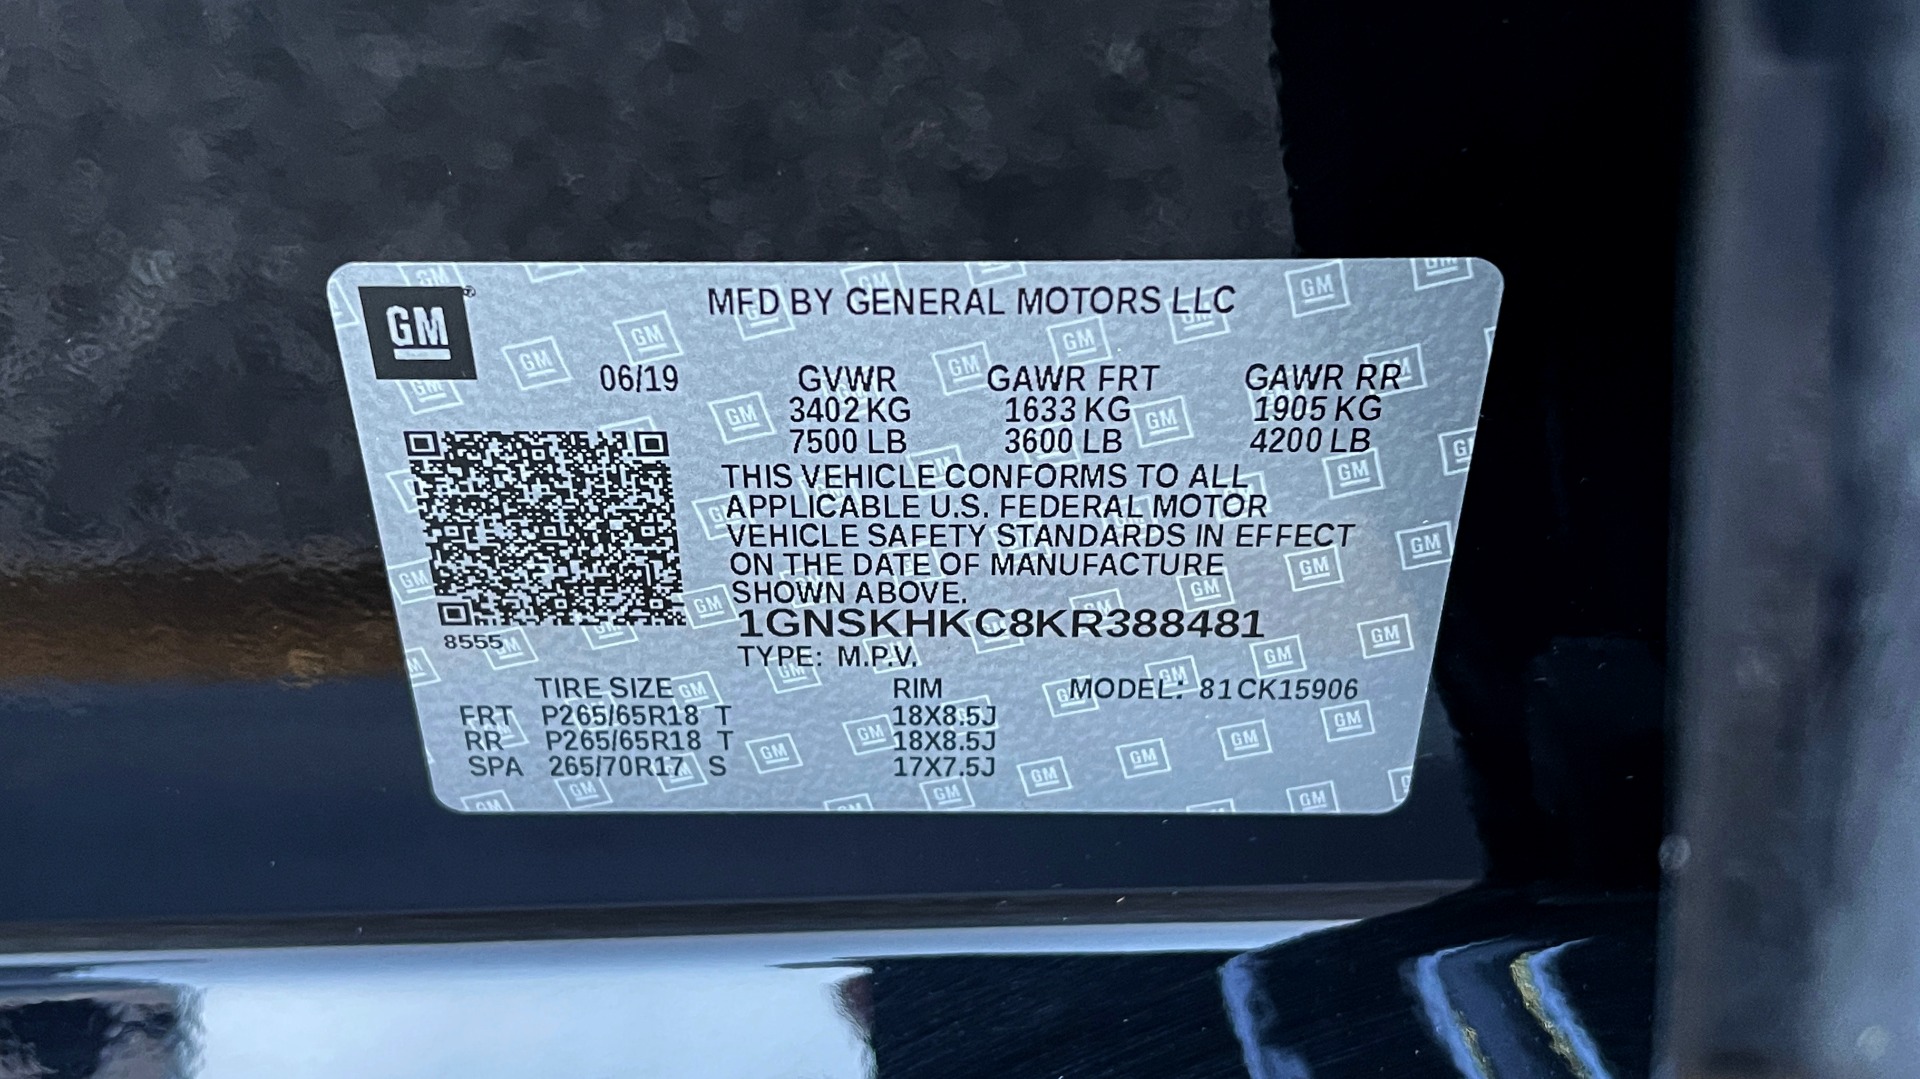 GM ®
MFD BY GENERAL MOTORS LLC
06/19 GVWR GAWR FRT GAWR RR
3402 KG 1633 KG 1905 KG
7500 LB 3600 LB 4200 LB
THIS VEHICLE CONFORMS TO ALL
APPLICABLE U.S. FEDERAL MOTOR
VEHICLE SAFETY STANDARDS IN EFFECT
ON THE DATE OF MANUFACTURE
SHOWN ABOVE.
8555
1GNSKHKC8KR388481
TYPE: M.P.V.
TIRE SIZE RIM MODEL: 81CK15906
FRT P265/65R18 T 18X8.5J
RR P265/65R18 T 18X8.5J
SPA 265/70R17 S 17X7.5J